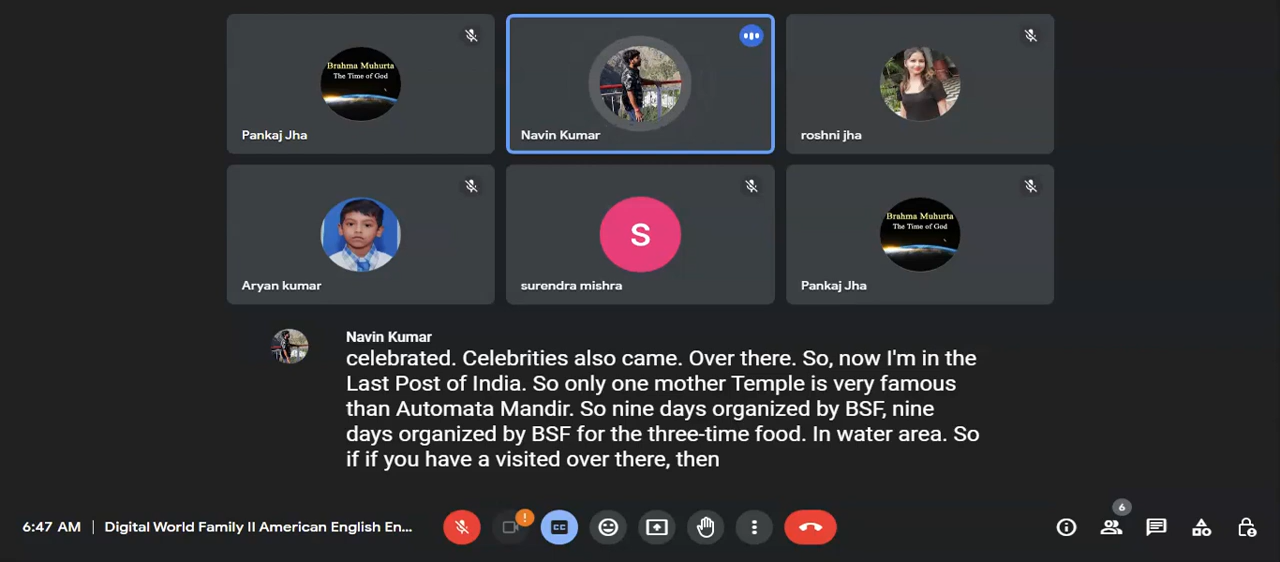 Brahma Muhurta
The Time of God
Pankaj Jha
Navin Kumar
roshni jha
Aryan kumar
S
surendra mishra
Brahma Muhurta
The Time of God
Pankaj Jha
Navin Kumar
celebrated. Celebrities also came. Over there. So, now I'm in the
Last Post of India. So only one mother Temple is very famous
than Automata Mandir. So nine days organized by BSF, nine
days organized by BSF for the three-time food. In water area. So
if if you have a visited over there, then
6:47 AM | Digital World Family II American English En...
CC
!
6